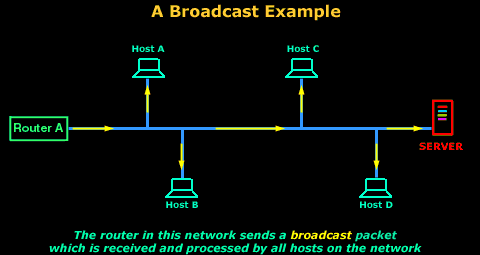 A Broadcast Example
Host A
Host C
Router A
SERVER
Host B
Host D
The router in this network sends a broadcast packet
which is received and processed by all hosts on the network